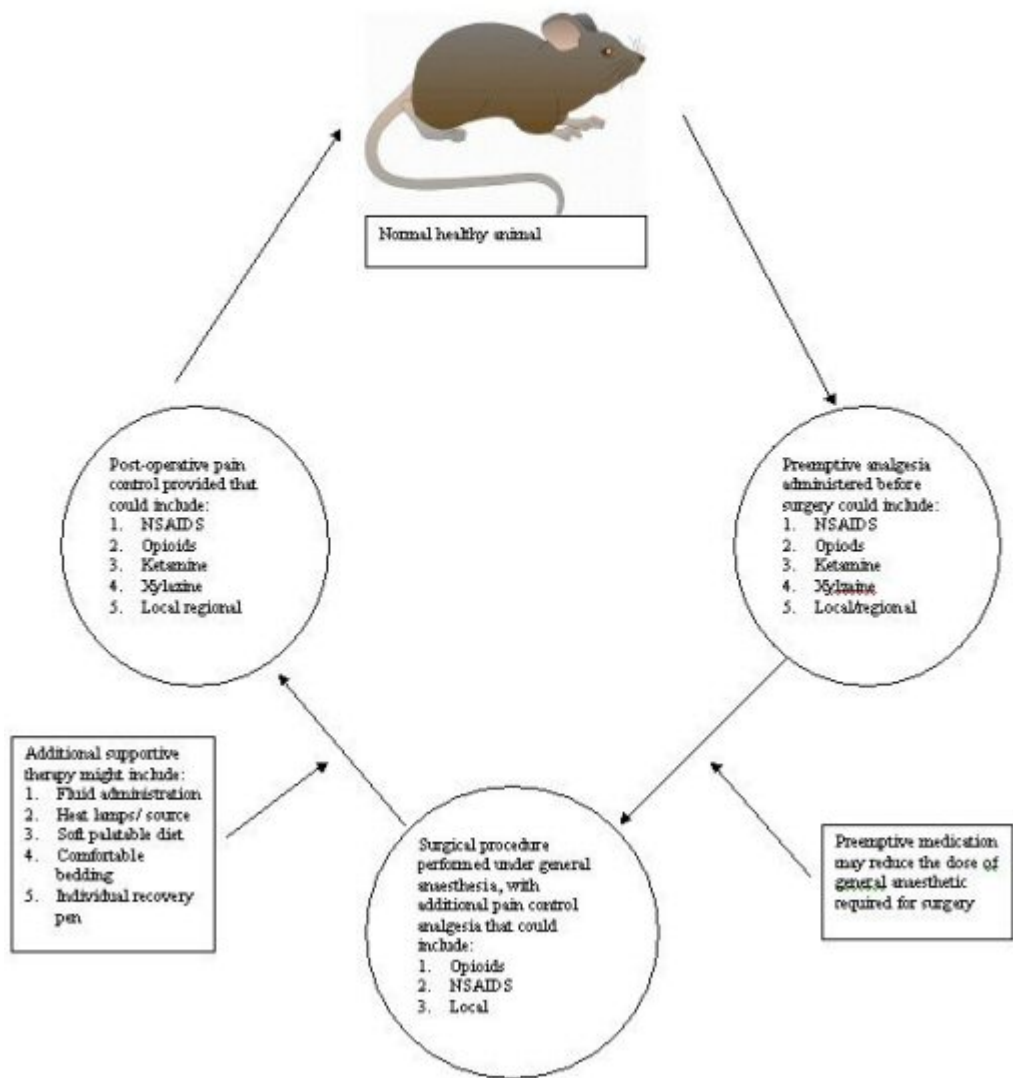 Normal healthy animal
Post-operative pain
control provided that
could include:
1. NSAIDS
2. Opioids
3. Ketamine
4. Xylazine
5. Local regional
Preemptive analgesia
administered before
surgery could include:
1. NSAIDS
2. Opiods
3. Ketamine
4. Xylzaine
5. Local/regional
Additional supportive
therapy might include:
1. Fluid administration
2. Heat lamps/ source
3. Soft palatable diet
4. Comfortable
bedding
5. Individual recovery
pen
Surgical procedure
performed under general
anaesthesia, with
additional pain control
analgesia that could
include:
1. Opioids
2. NSAIDS
3. Local
Preemptive medication
may reduce the dose of
general anaesthetic
required for surgery